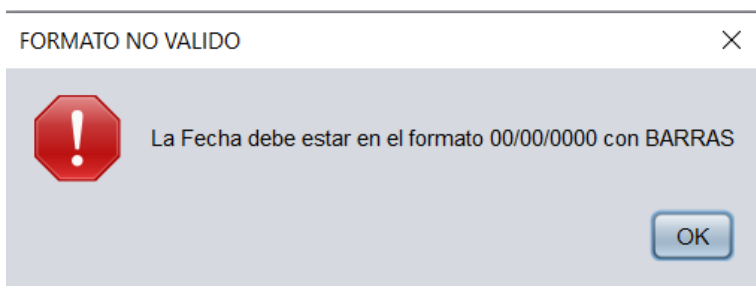 FORMATO NO VALIDO
La Fecha debe estar en el formato 00/00/0000 con BARRAS
OK